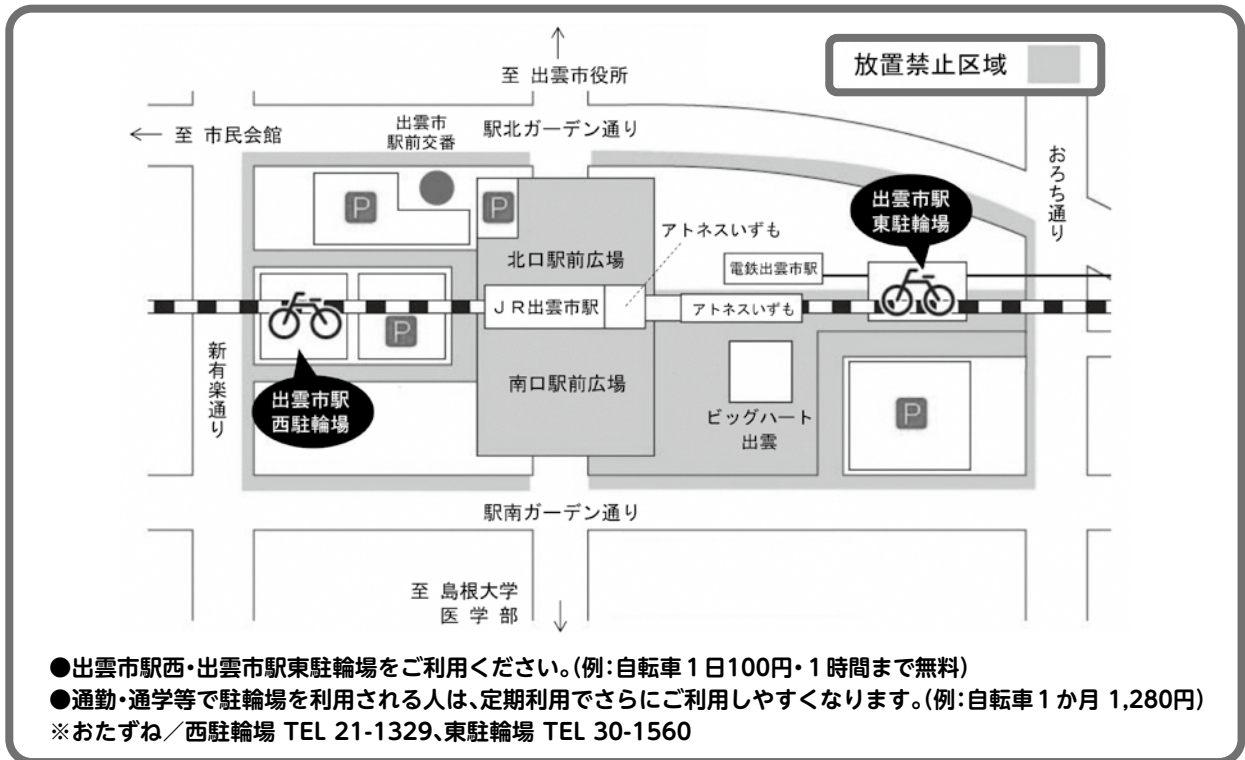 放置禁止区域
至 出雲市役所
← 至 市民会館
出雲市
駅前交番
駅北ガーデン通り
おろち通り
出雲市駅
東駐輪場
P
P
アトネスいずも
北口駅前広場
電鉄出雲市駅
JR出雲市駅
アトネスいずも
P
新有楽通り
南口駅前広場
出雲市駅
西駐輪場
ビッグハート
出雲
P
駅南ガーデン通り
至 島根大学
医学部
●出雲市駅西・出雲市駅東駐輪場をご利用ください。(例:自転車1日100円・1時間まで無料)
●通勤・通学等で駐輪場を利用される人は、定期利用でさらにご利用しやすくなります。(例:自転車1か月 1,280円)
※おたずね/西駐輪場 TEL 21-1329、東駐輪場 TEL 30-1560